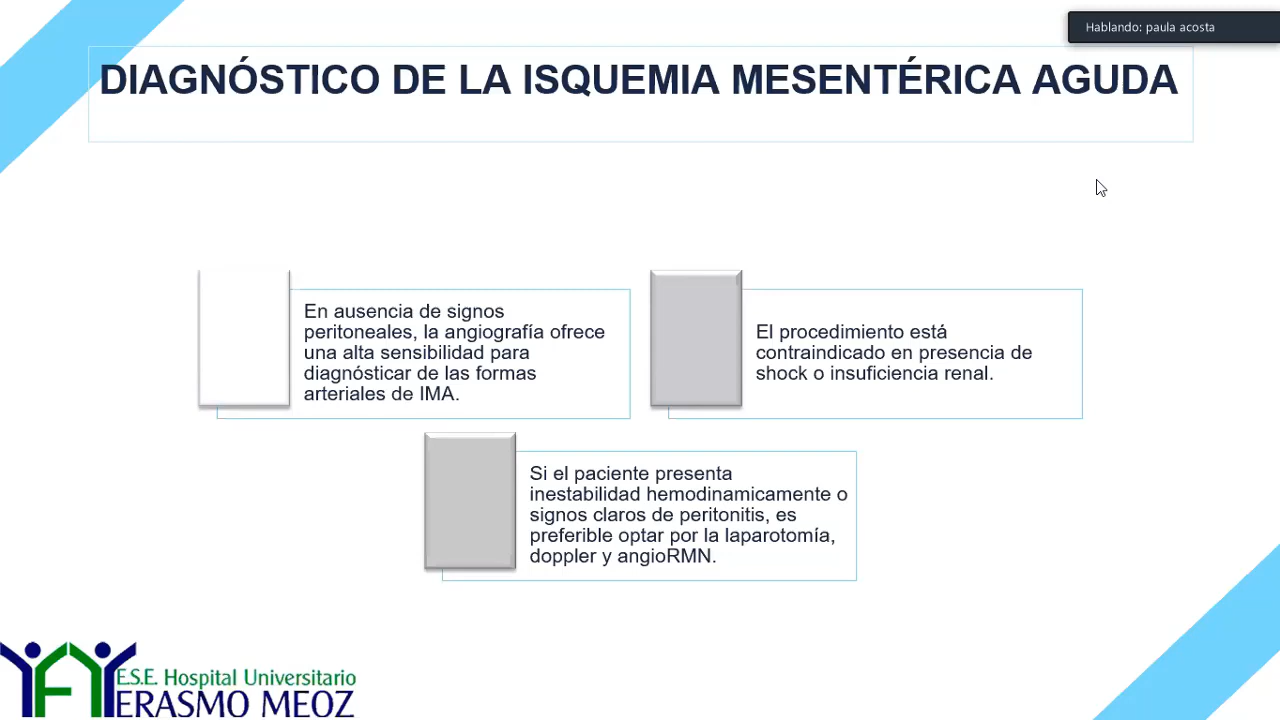 Hablando: paula acosta
DIAGNÓSTICO DE LA ISQUEMIA MESENTÉRICA AGUDA
En ausencia de signos
peritoneales, la angiografía ofrece
una alta sensibilidad para
diagnósticar de las formas
arteriales de IMA.
El procedimiento está
contraindicado en presencia de
shock o insuficiencia renal.
Si el paciente presenta
inestabilidad hemodinamicamente o
signos claros de peritonitis, es
preferible optar por la laparotomía,
doppler y angioRMN.
E.S.E. Hospital Universitario
ERASMO MEOZ